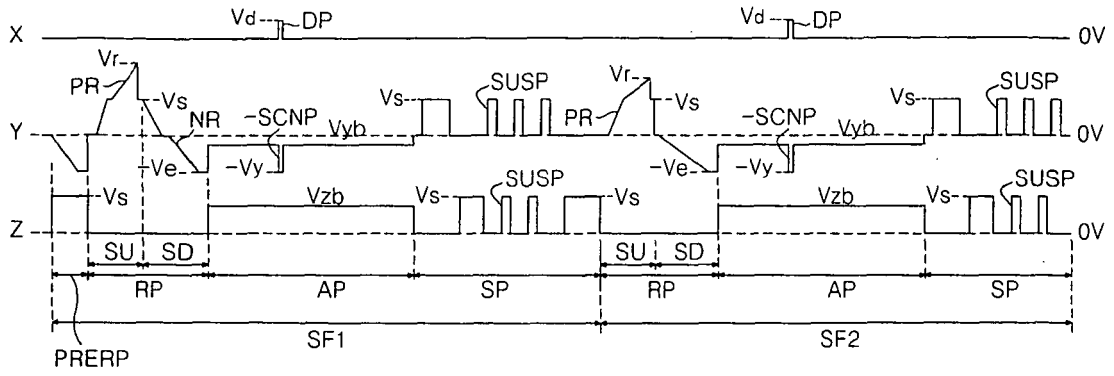 Vd DP Vd DP
X 0V
Vr Vr
PR Vs SUSP PR Vs SUSP
Vs Vs
NR -SCNP -SCNP
Y Vyb Vyb 0V
-Ve -Vy -Ve -Vy
Vs Vzb Vs SUSP Vs Vzb Vs SUSP
Z 0V
SU SD SU SD
RP AP SP RP AP SP
SF1 SF2
PRERP